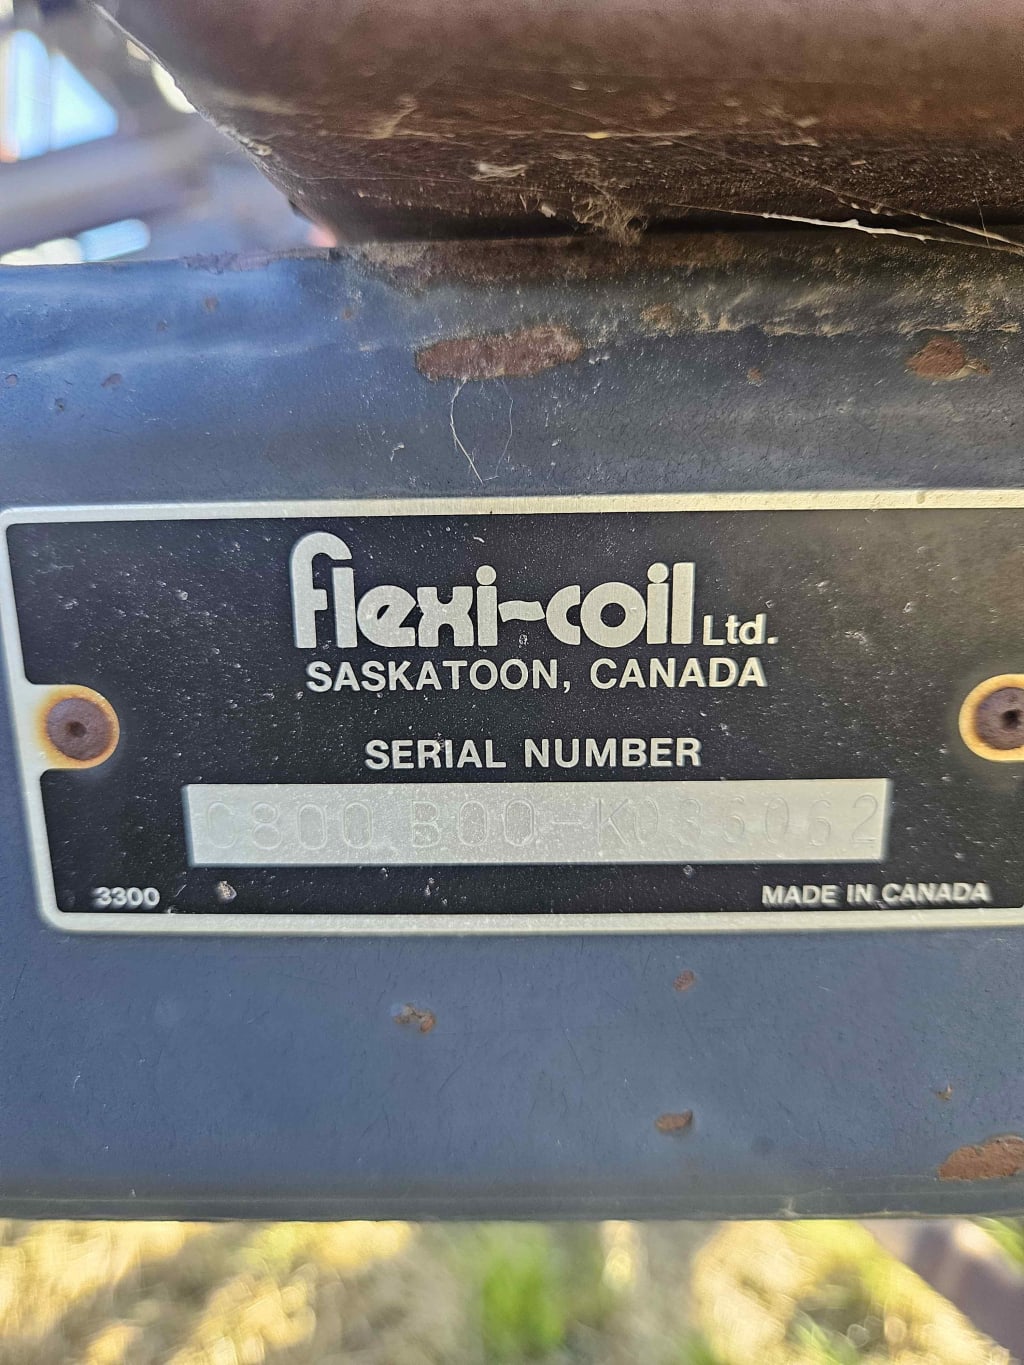 flexi-coil Ltd.
SASKATOON, CANADA
SERIAL NUMBER
C800 B00-K036062
3300
MADE IN CANADA